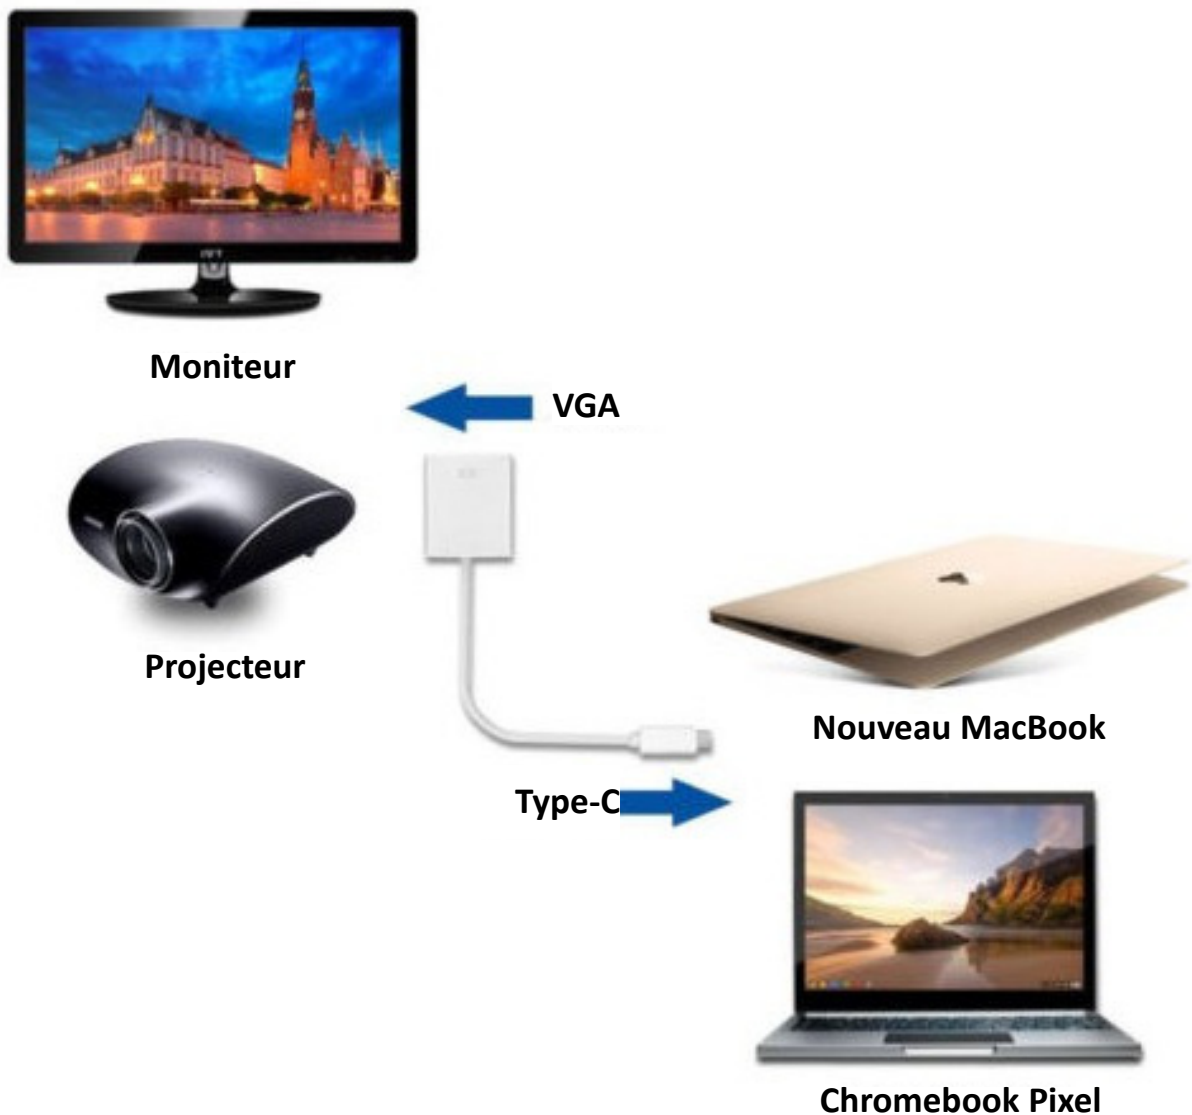 Moniteur
VGA
Projecteur
Nouveau MacBook
Type-C
Chromebook Pixel